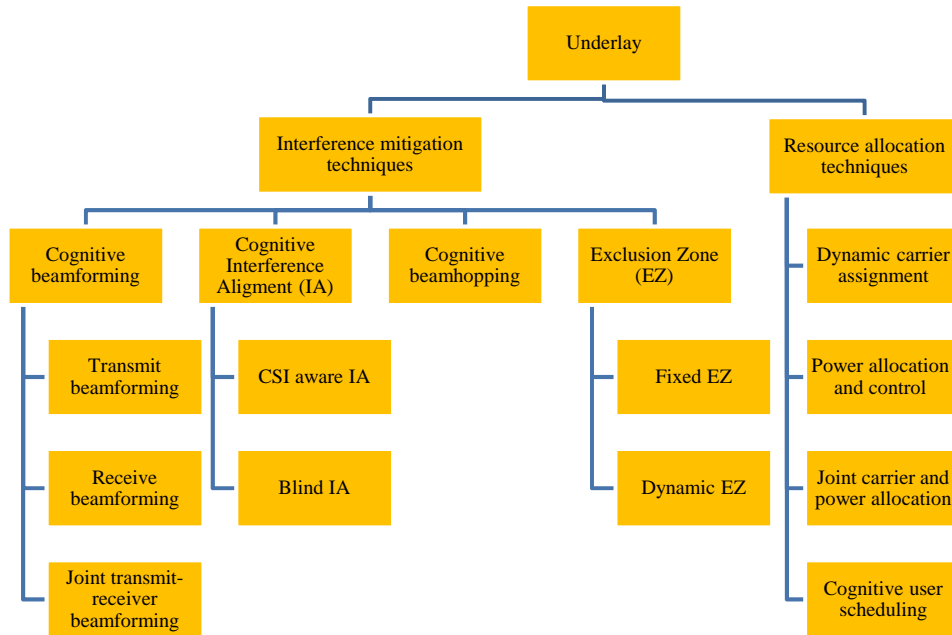 Underlay
Interference mitigation
techniques
Resource allocation
techniques
Cognitive
beamforming
Cognitive
Interference
Aligment (IA)
Cognitive
beamhopping
Exclusion Zone
(EZ)
Dynamic carrier
assignment
Transmit
beamforming
CSI aware IA
Fixed EZ
Power allocation
and control
Receive
beamforming
Blind IA
Dynamic EZ
Joint carrier and
power allocation
Joint transmit-
receiver
beamforming
Cognitive user
scheduling